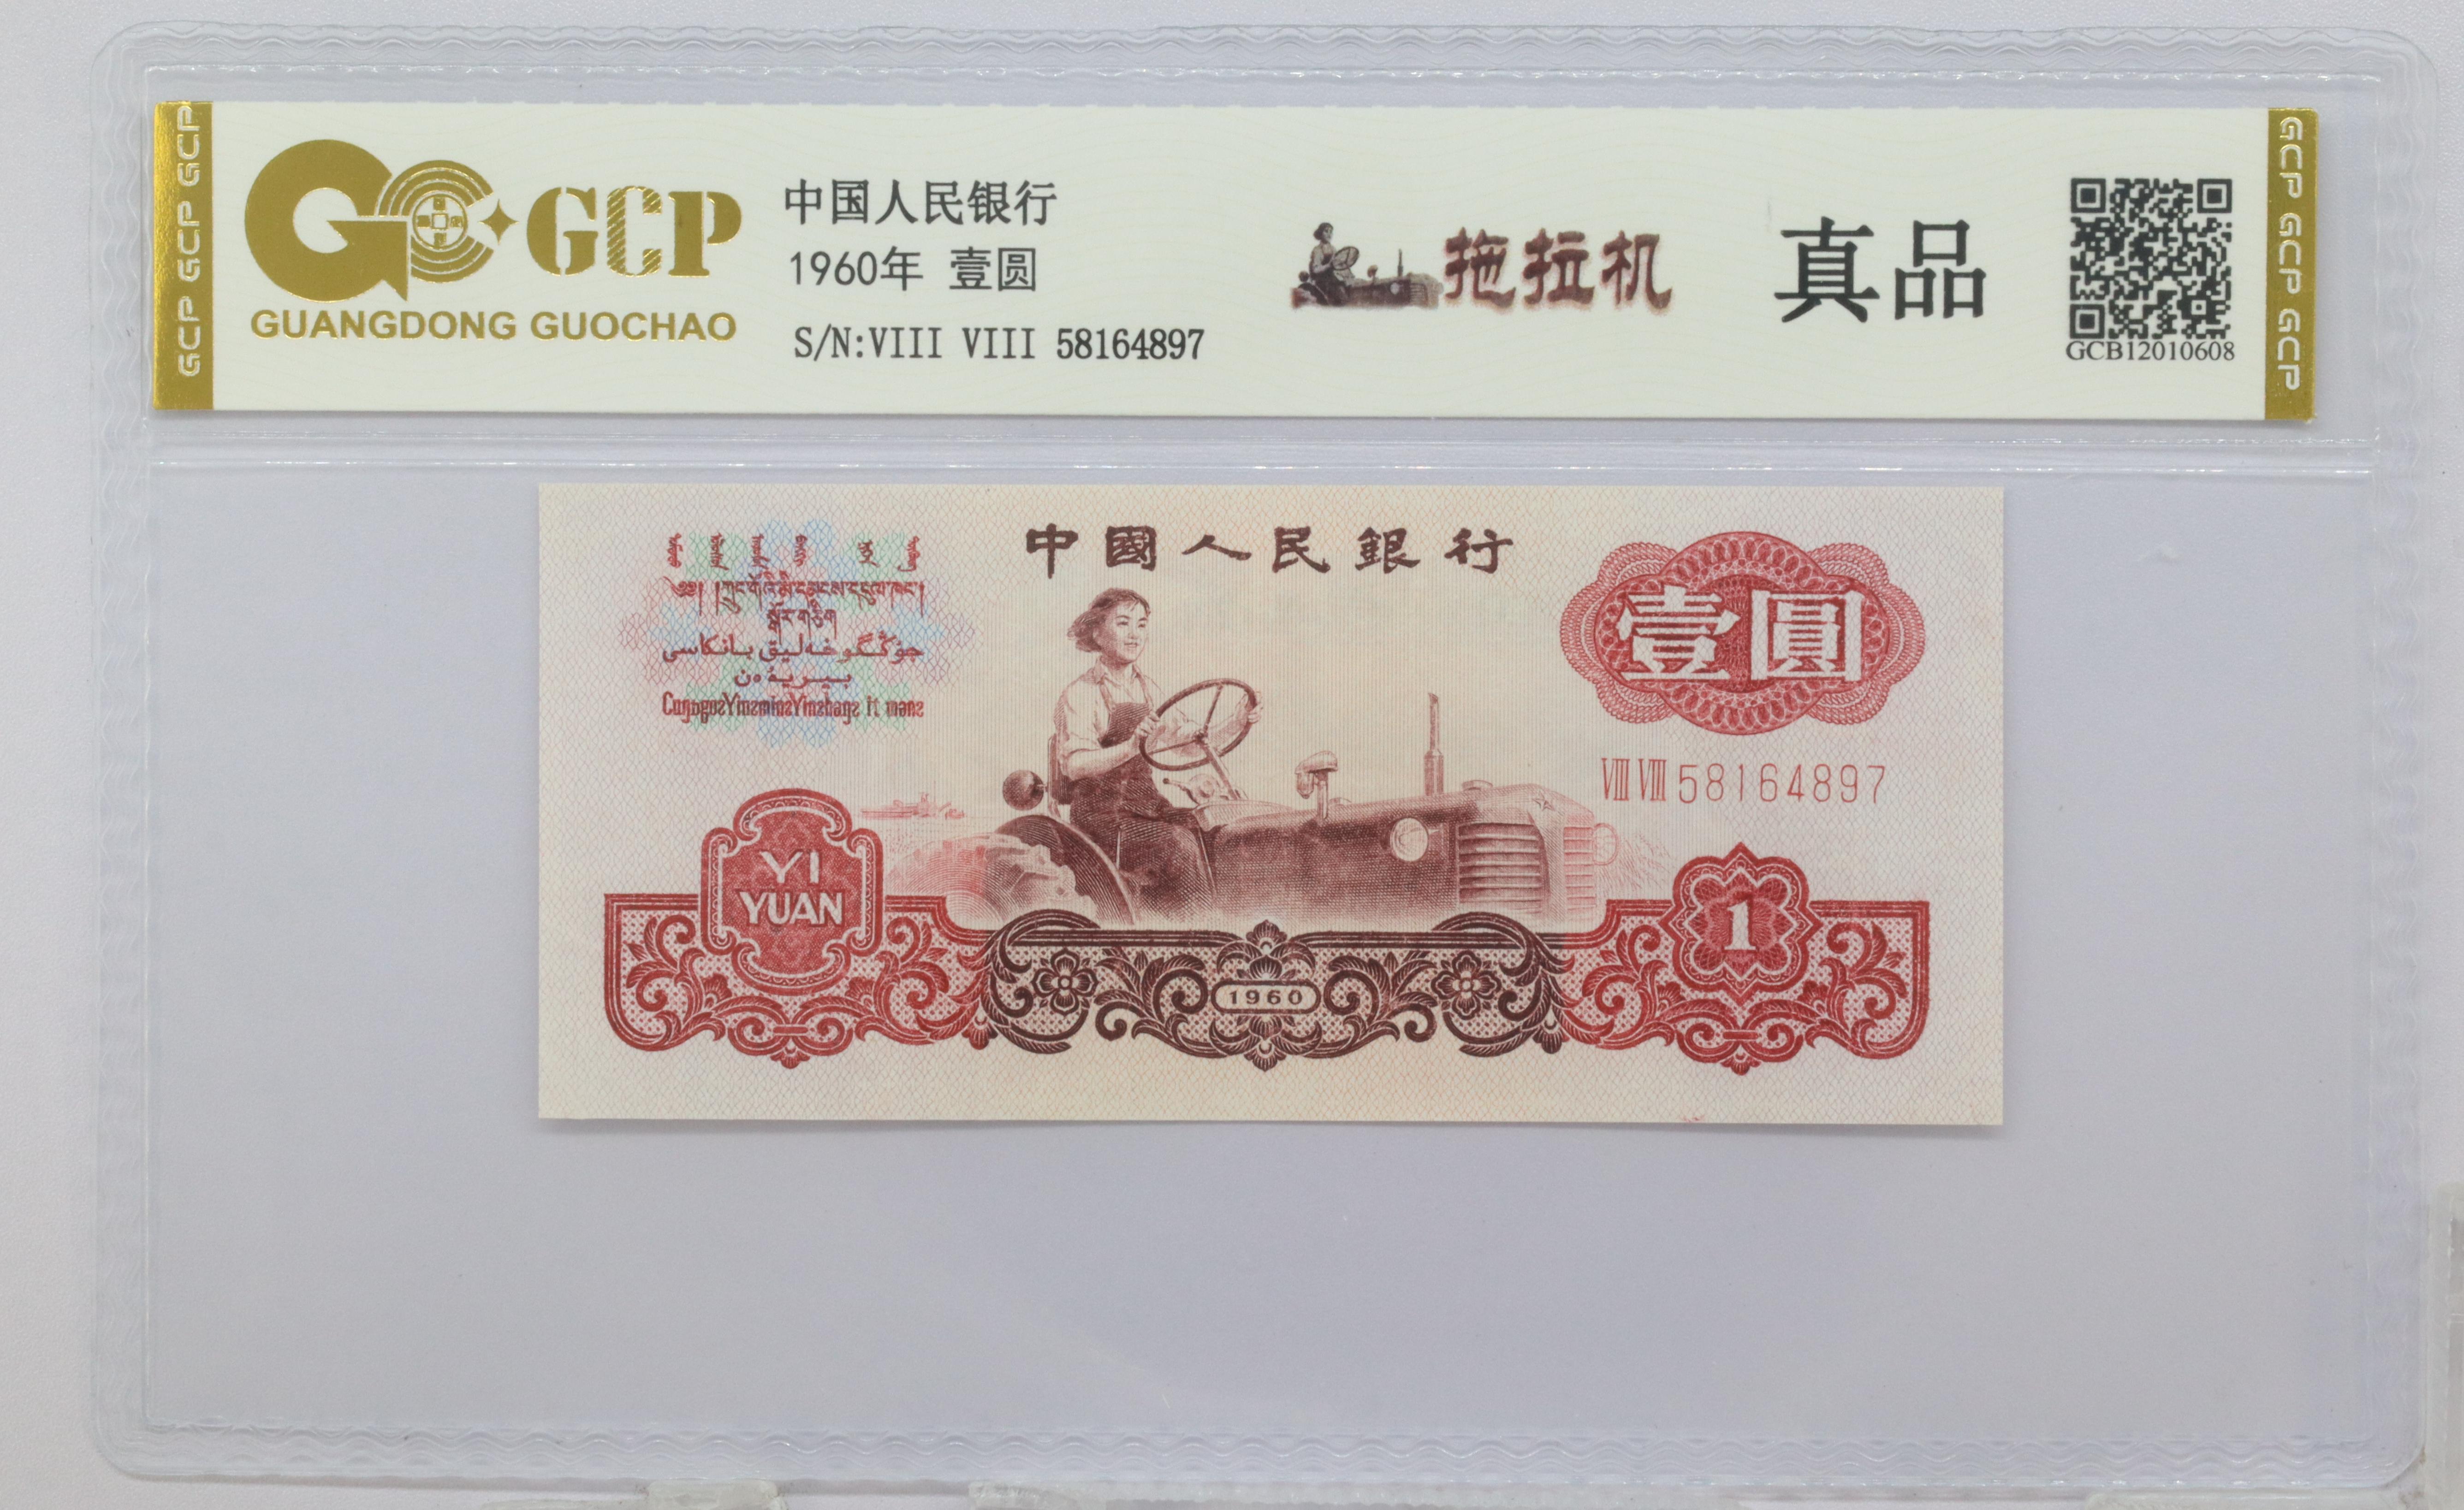 GCP GCP GCP
GCP
GUANGDONG GUOCHAO
中国人民银行
1960年 壹圆
S/N:VIII VIII 58164897
拖拉机
真品
GCB12010608
GCP GCP GCP
中國人民銀行
壹圓
VIII VIII 58164897
YI
YUAN
1960
1